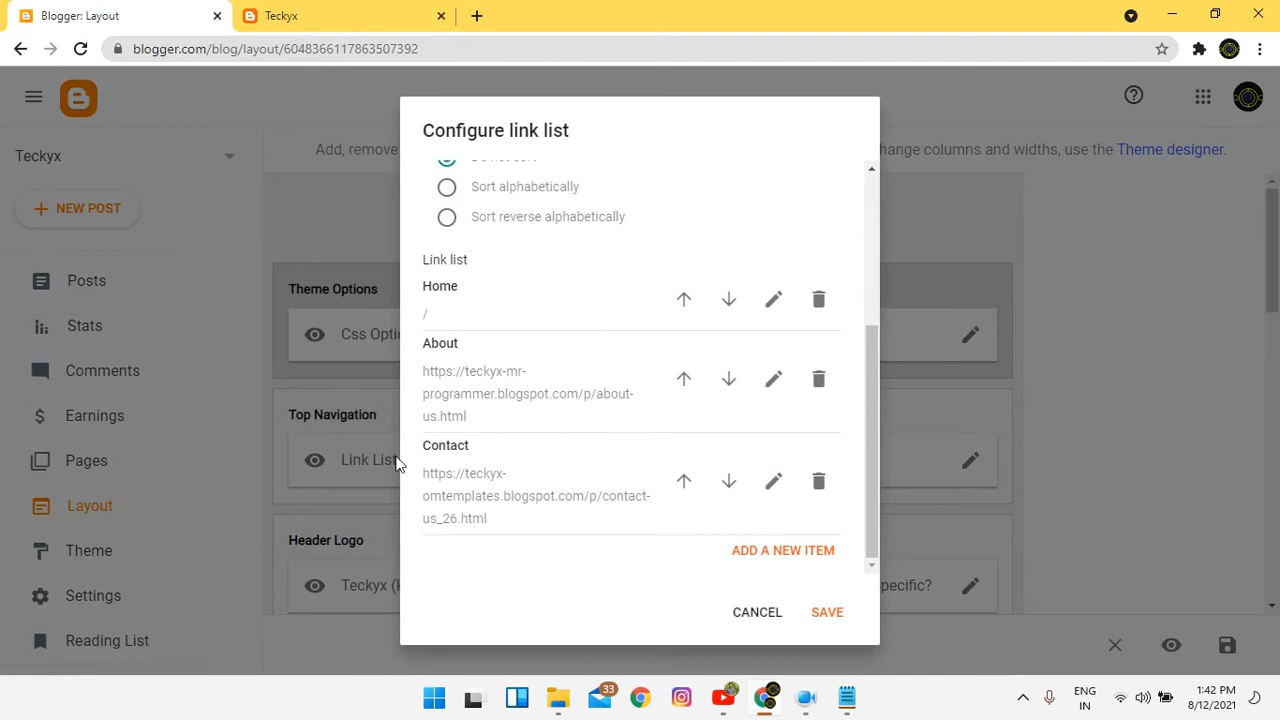 Blogger: Layout
Teckyx
blogger.com/blog/layout/6048366117863507392
Teckyx
NEW POST
Posts
Stats
Comments
Earnings
Pages
Layout
Theme
Settings
Reading List
Add, remove
hange columns and widths, use the Theme designer.
Theme Options
Css Optio
Top Navigation
Link List
Header Logo
Teckyx (H
pecific?
Configure link list
Do not sort
Sort alphabetically
Sort reverse alphabetically
Link list
Home
/
About
https://teckyx-mr-
programmer.blogspot.com/p/about-
us.html
Contact
https://teckyx-
omtemplates.blogspot.com/p/contact-
us_26.html
ADD A NEW ITEM
CANCEL
SAVE
33
ENG
IN
1:42 PM
8/12/2021